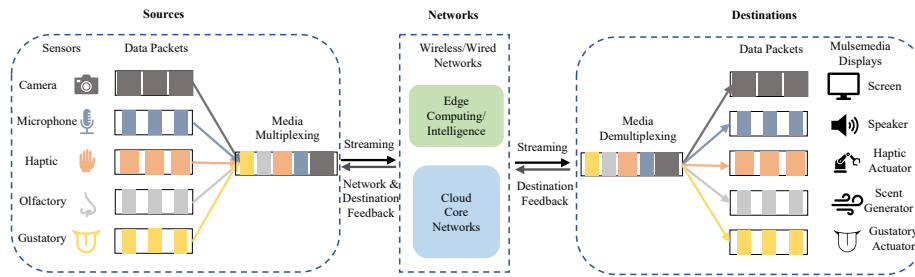 Sources
Networks
Destinations
Sensors
Data Packets
Camera
Microphone
Haptic
Olfactory
Gustatory
Media
Multiplexing
Streaming
Network &
Destination
Feedback
Wireless/Wired
Networks
Edge
Computing/
Intelligence
Cloud
Core
Networks
Streaming
Destination
Feedback
Media
Demultiplexing
Data Packets
Mulsemedia
Displays
Screen
Speaker
Haptic
Actuator
Scent
Generator
Gustatory
Actuator